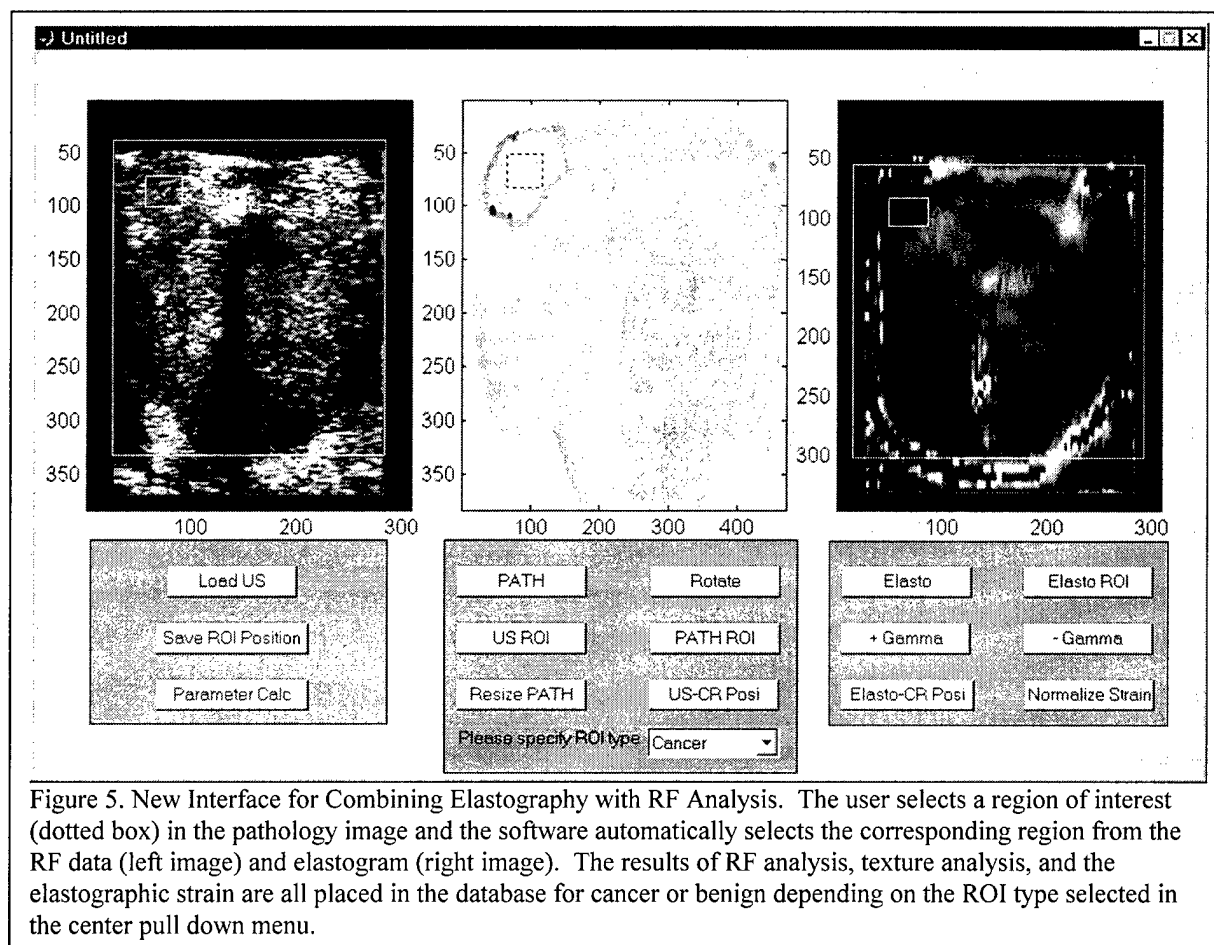 Untitled
50
100
150
200
250
300
350
100 200 300
50
100
150
200
250
300
350
100 200 300 400
50
100
150
200
250
300
100 200 300
Load US
Save ROI Position
Parameter Calc
PATH Rotate
US ROI PATH ROI
Resize PATH US-CR Posi
Please specify ROI type Cancer
Elasto Elasto ROI
+ Gamma - Gamma
Elasto-CR Posi Normalize Strain
Figure 5. New Interface for Combining Elastography with RF Analysis. The user selects a region of interest
(dotted box) in the pathology image and the software automatically selects the corresponding region from the
RF data (left image) and elastogram (right image). The results of RF analysis, texture analysis, and the
elastographic strain are all placed in the database for cancer or benign depending on the ROI type selected in
the center pull down menu.